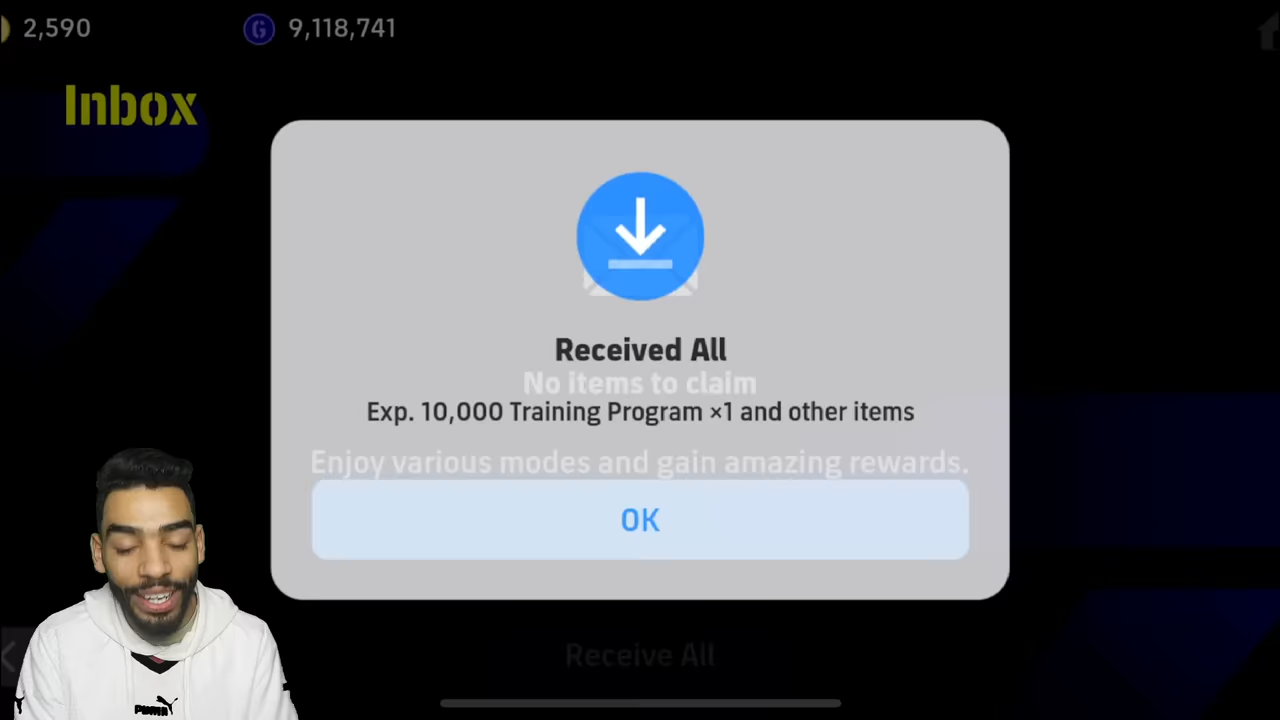 2,590
G 9,118,741
Inbox
Received All
No items to claim
Exp. 10,000 Training Program ×1 and other items
Enjoy various modes and gain amazing rewards.
OK
Receive All
PUMA